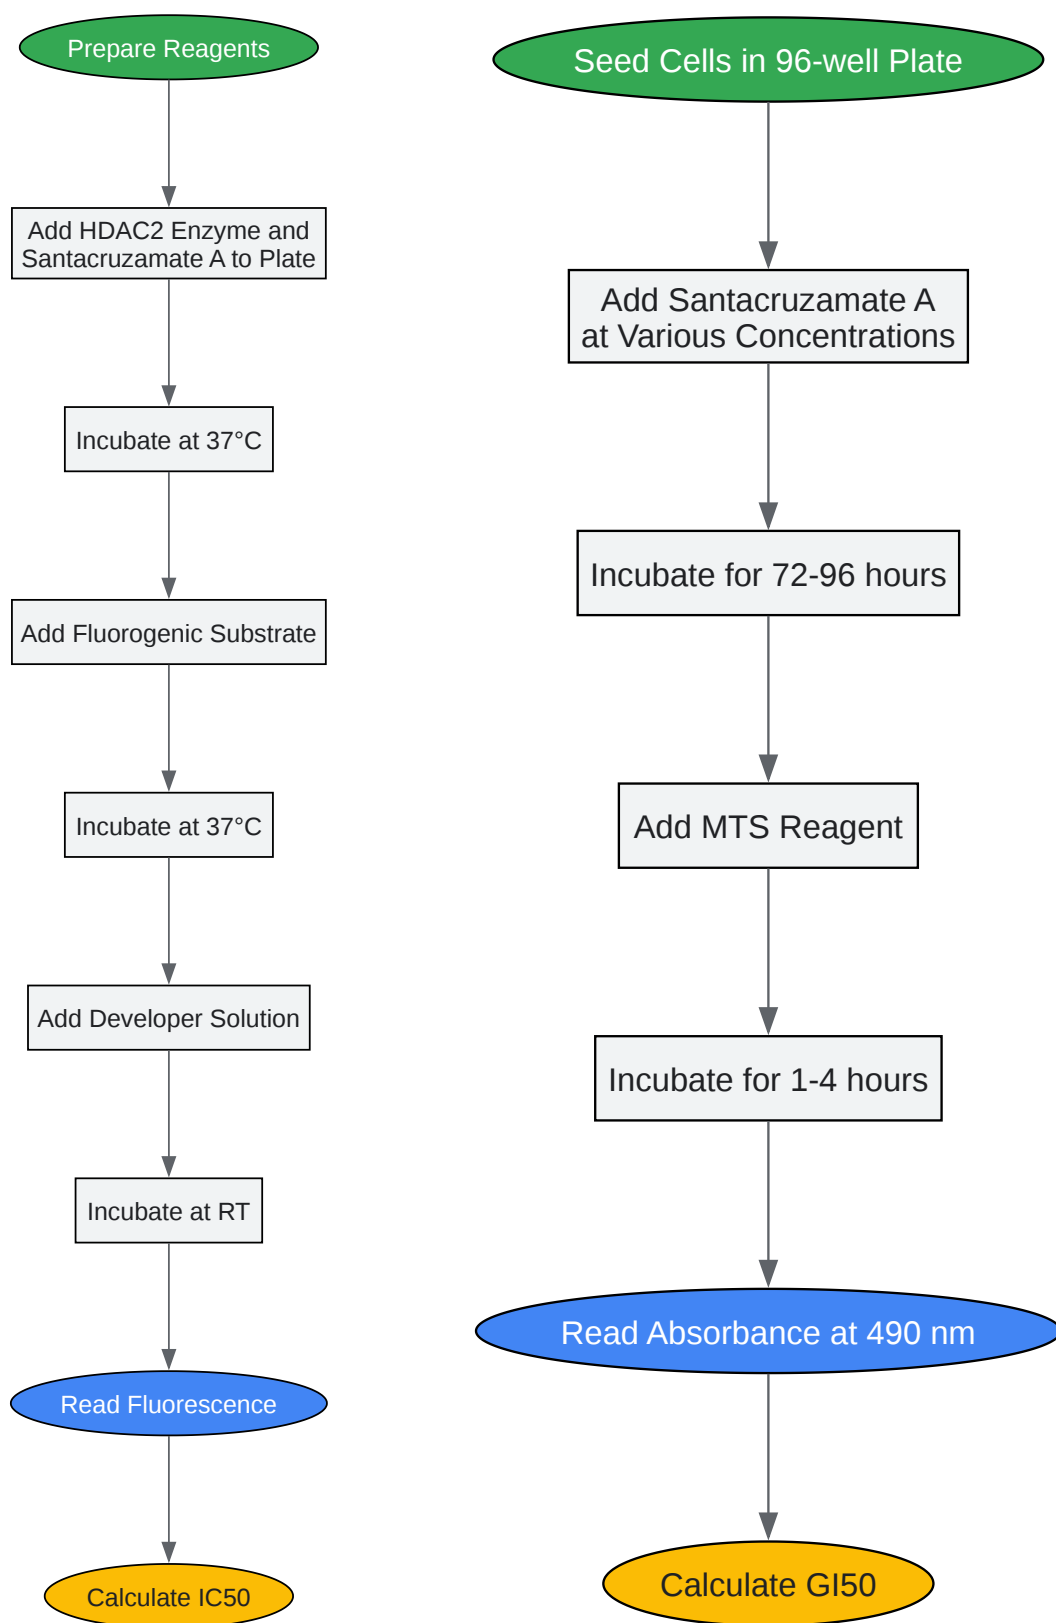 Prepare Reagents
Add HDAC2 Enzyme and
Santacruzamate A to Plate
Incubate at 37°C
Add Fluorogenic Substrate
Incubate at 37°C
Add Developer Solution
Incubate at RT
Read Fluorescence
Calculate IC50
Seed Cells in 96-well Plate
Add Santacruzamate A
at Various Concentrations
Incubate for 72-96 hours
Add MTS Reagent
Incubate for 1-4 hours
Read Absorbance at 490 nm
Calculate GI50